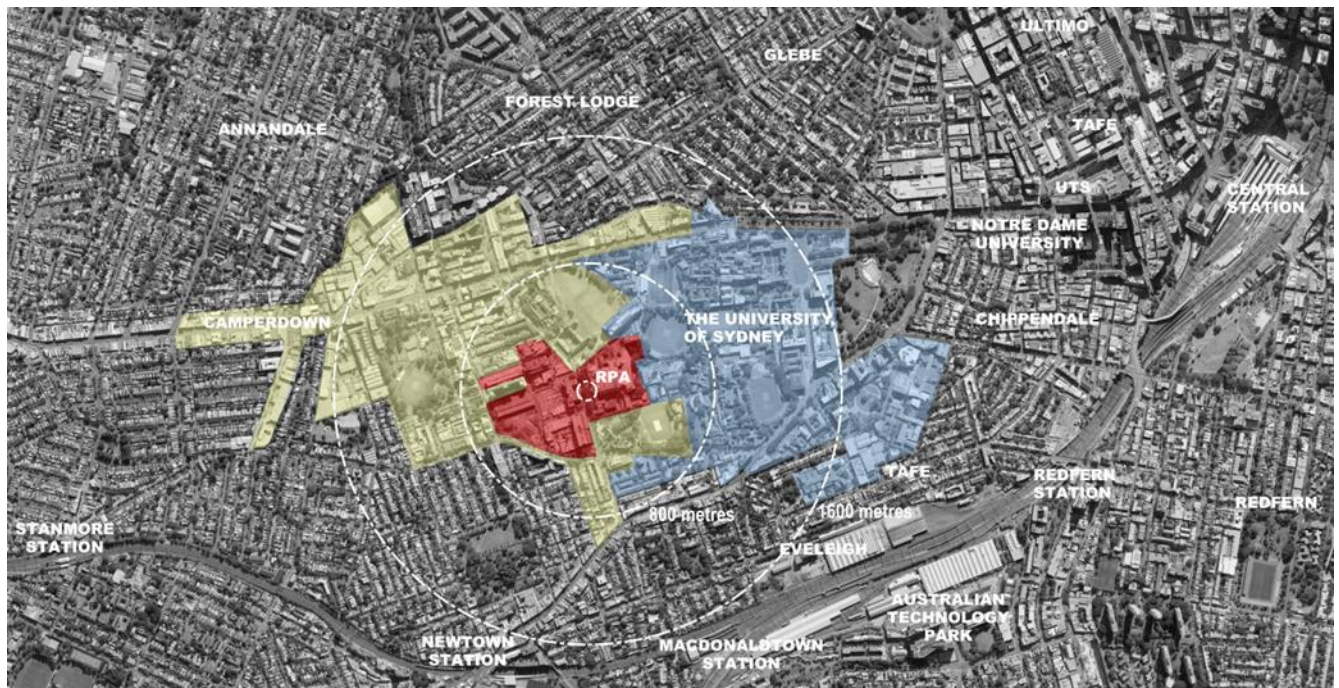 ULTIMO
GLEBE
FOREST LODGE
ANNANDALE
TAFE
UTS
CENTRAL
STATION
NOTRE DAME
UNIVERSITY
CAMPERDOWN
THE UNIVERSITY
OF SYDNEY
CHIPPENDALE
RPA
TAFE
REDFERN
STATION
REDFERN
800 metres
1600 metres
STANMORE
STATION
EVELEIGH
AUSTRALIAN
TECHNOLOGY
PARK
NEWTOWN
STATION
MACDONALDTOWN
STATION